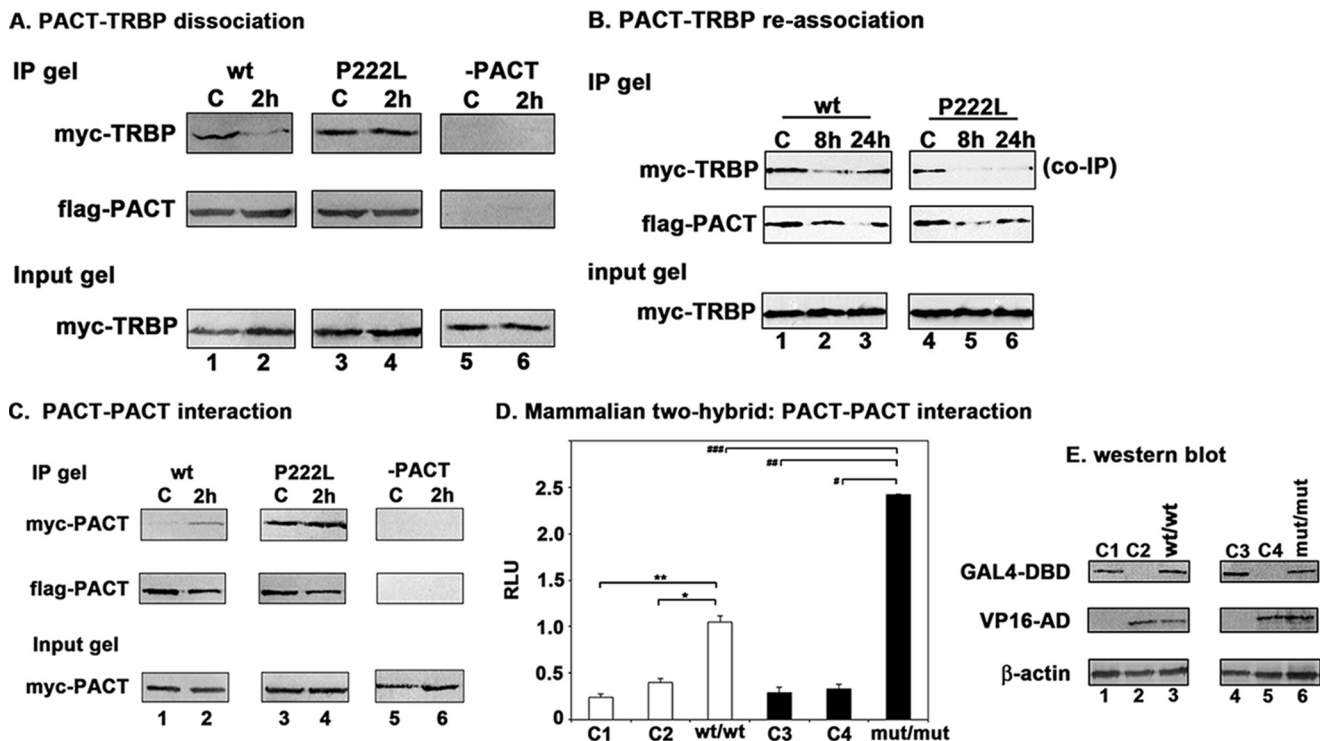 A. PACT-TRBP dissociation
IP gel
wt P222L -PACT
C 2h C 2h C 2h
myc-TRBP
flag-PACT
Input gel
myc-TRBP
1 2 3 4 5 6
B. PACT-TRBP re-association
IP gel
wt P222L
C 8h 24h C 8h 24h
myc-TRBP (co-IP)
flag-PACT
input gel
myc-TRBP
1 2 3 4 5 6
C. PACT-PACT interaction
IP gel
wt P222L -PACT
C 2h C 2h C 2h
myc-PACT
flag-PACT
Input gel
myc-PACT
1 2 3 4 5 6
D. Mammalian two-hybrid: PACT-PACT interaction
###
##
#
**
*
RLU
2.5
2.0
1.5
1.0
0.5
0
C1 C2 wt/wt C3 C4 mut/mut
E. western blot
C1 C2 wt/wt C3 C4 mut/mut
GAL4-DBD
VP16-AD
β-actin
1 2 3 4 5 6